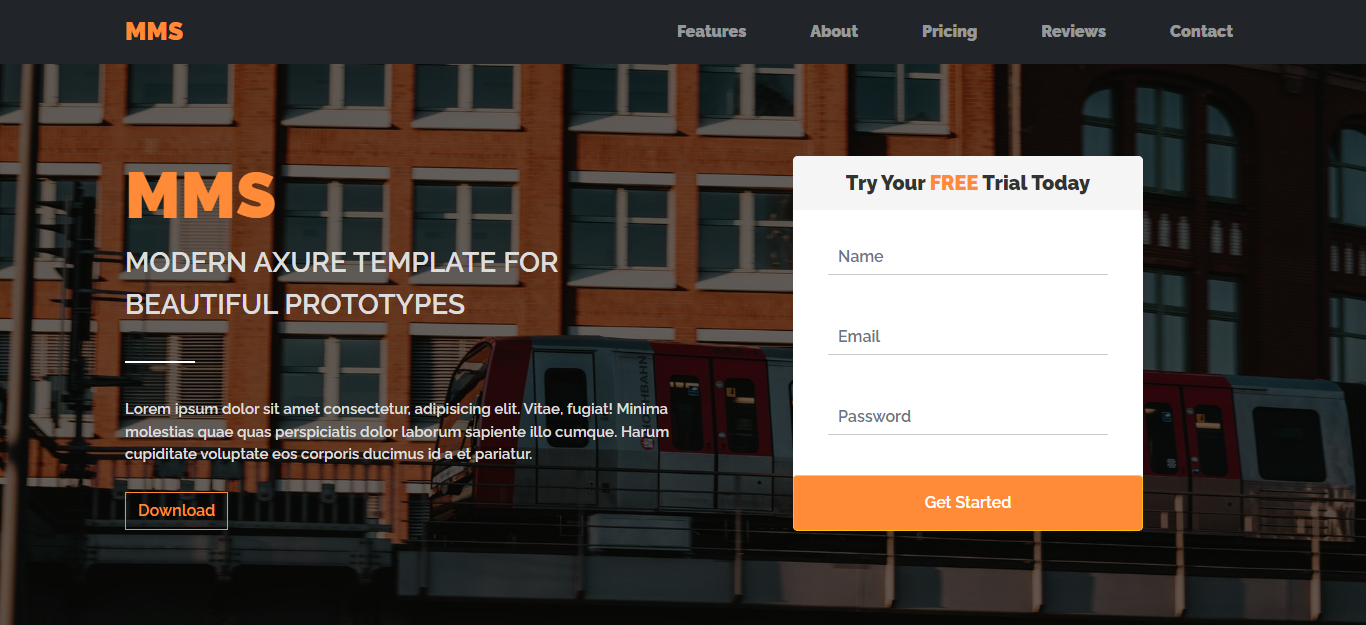 MMS
Features
About
Pricing
Reviews
Contact
MMS
MODERN AXURE TEMPLATE FOR
BEAUTIFUL PROTOTYPES
Lorem ipsum dolor sit amet consectetur, adipisicing elit. Vitae, fugiat! Minima
molestias quae quas perspiciatis dolor laborum sapiente illo cumque. Harum
cupiditate voluptate eos corporis ducimus id a et pariatur.
Download
Try Your FREE Trial Today
Name
Email
Password
Get Started